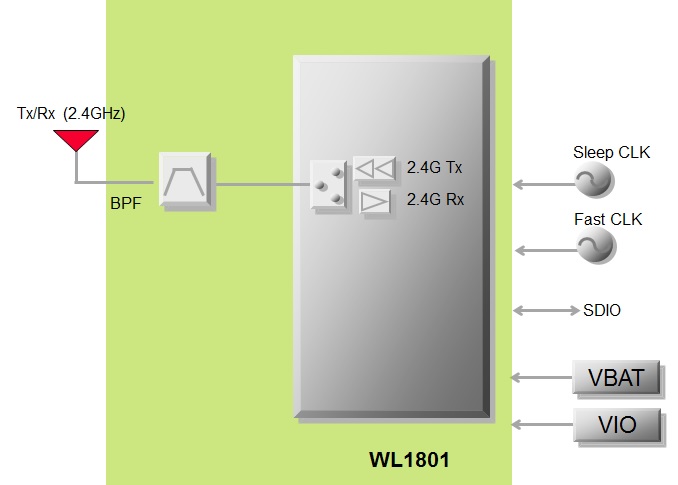 Tx/Rx (2.4GHz)
BPF
2.4G Tx
2.4G Rx
Sleep CLK
Fast CLK
SDIO
VBAT
VIO
WL1801